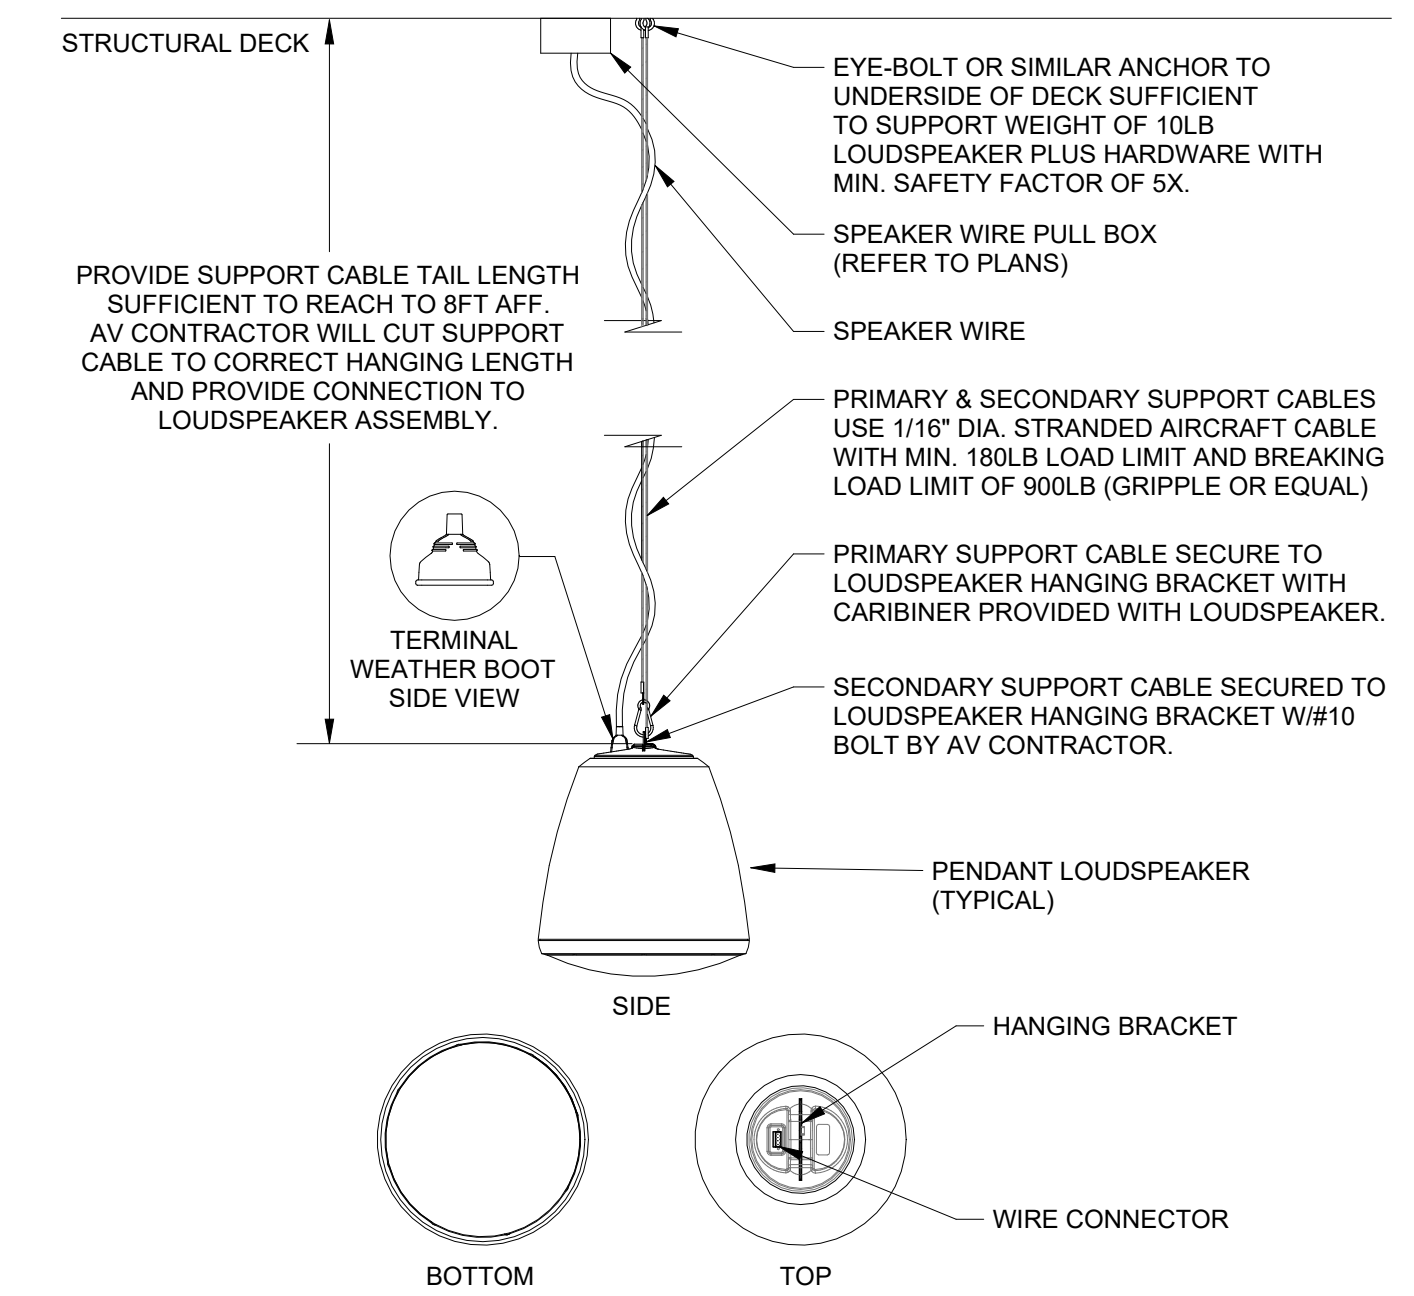 STRUCTURAL DECK
EYE-BOLT OR SIMILAR ANCHOR TO
UNDERSIDE OF DECK SUFFICIENT
TO SUPPORT WEIGHT OF 10LB
LOUDSPEAKER PLUS HARDWARE WITH
MIN. SAFETY FACTOR OF 5X.
SPEAKER WIRE PULL BOX
(REFER TO PLANS)
PROVIDE SUPPORT CABLE TAIL LENGTH
SUFFICIENT TO REACH TO 8FT AFF.
AV CONTRACTOR WILL CUT SUPPORT
CABLE TO CORRECT HANGING LENGTH
AND PROVIDE CONNECTION TO
LOUDSPEAKER ASSEMBLY.
SPEAKER WIRE
PRIMARY & SECONDARY SUPPORT CABLES
USE 1/16" DIA. STRANDED AIRCRAFT CABLE
WITH MIN. 180LB LOAD LIMIT AND BREAKING
LOAD LIMIT OF 900LB (GRIPPLE OR EQUAL)
PRIMARY SUPPORT CABLE SECURE TO
LOUDSPEAKER HANGING BRACKET WITH
CARIBINER PROVIDED WITH LOUDSPEAKER.
TERMINAL
WEATHER BOOT
SIDE VIEW
SECONDARY SUPPORT CABLE SECURED TO
LOUDSPEAKER HANGING BRACKET W/#10
BOLT BY AV CONTRACTOR.
PENDANT LOUDSPEAKER
(TYPICAL)
SIDE
HANGING BRACKET
WIRE CONNECTOR
BOTTOM
TOP